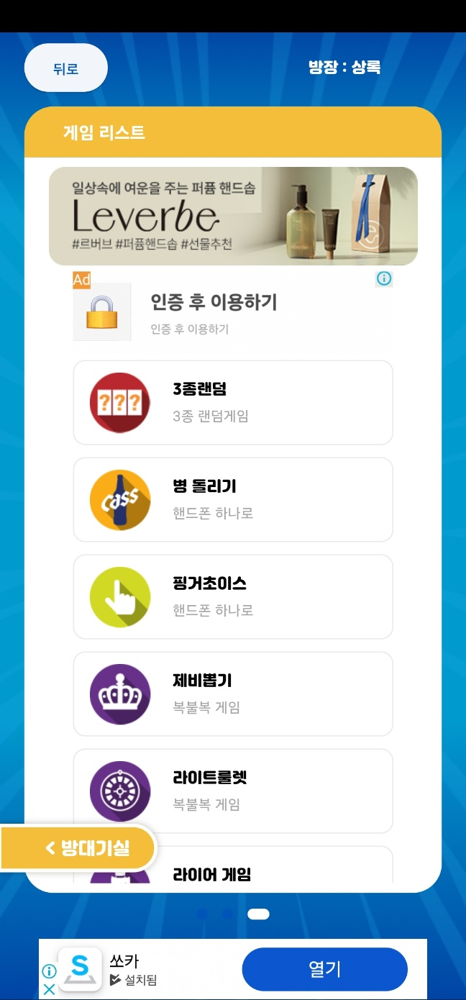 뒤로
방장 : 상록
게임 리스트
일상속에 여운을 주는 퍼퓸 핸드솝
Leverbe
#르버브 #퍼퓸핸드솝 #선물추천
Ad
인증 후 이용하기
인증 후 이용하기
???
3종랜덤
3종 랜덤게임
Cass
병 돌리기
핸드폰 하나로
핑거초이스
핸드폰 하나로
제비뽑기
복불복 게임
라이트룰렛
복불복 게임
< 방대기실
라이어 게임
S
쏘카
설치됨
열기